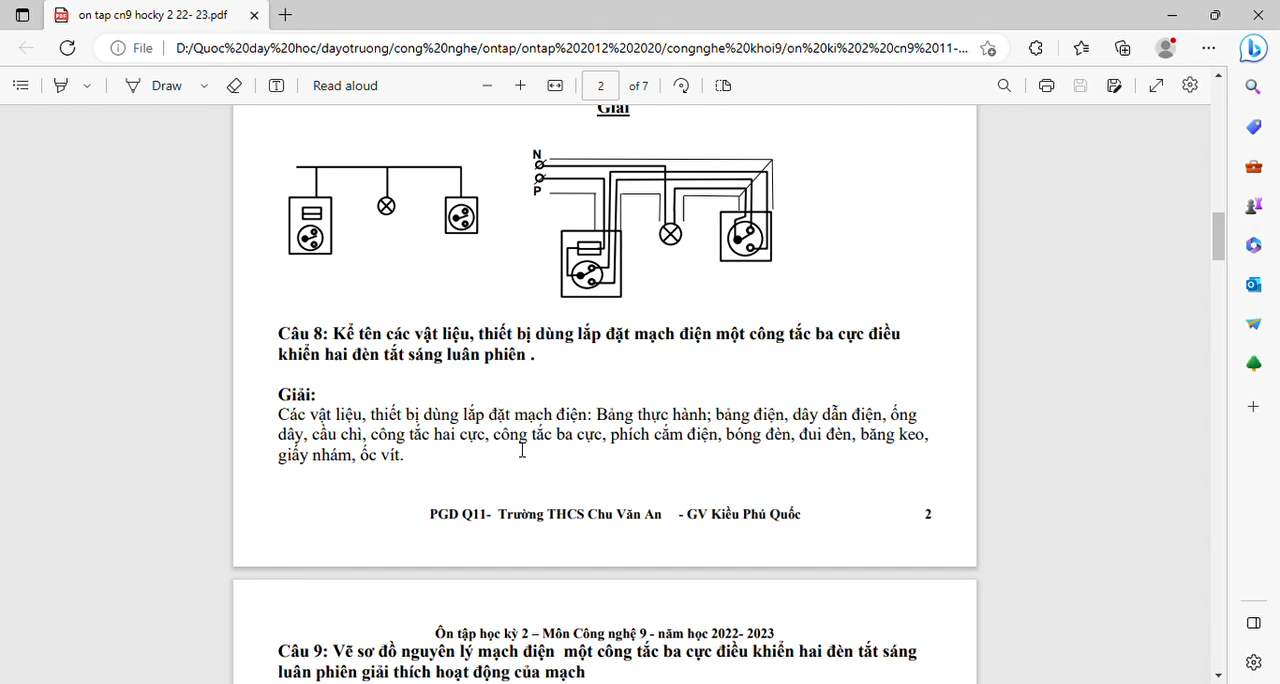 on tap cn9 hocky 2 22- 23.pdf
File
D:/Quoc%20day%20hoc/dayotruong/cong%20nghe/ontap/ontap%202012%202020/congnghe%20khoi9/on%20ki%202%20cn9%2011-...
Draw
Read aloud
2
of 7
Giải
N
P
Câu 8: Kể tên các vật liệu, thiết bị dùng lắp đặt mạch điện một công tắc ba cực điều
khiển hai đèn tắt sáng luân phiên .
Giải:
Các vật liệu, thiết bị dùng lắp đặt mạch điện: Bảng thực hành; bảng điện, dây dẫn điện, ống
dây, cầu chì, công tắc hai cực, công tắc ba cực, phích cắm điện, bóng đèn, đui đèn, băng keo,
giấy nhám, ốc vít.
PGD Q11- Trường THCS Chu Văn An - GV Kiều Phú Quốc 2
Ôn tập học kỳ 2 – Môn Công nghệ 9 - năm học 2022- 2023
Câu 9: Vẽ sơ đồ nguyên lý mạch điện một công tắc ba cực điều khiển hai đèn tắt sáng
luân phiên giải thích hoạt động của mạch